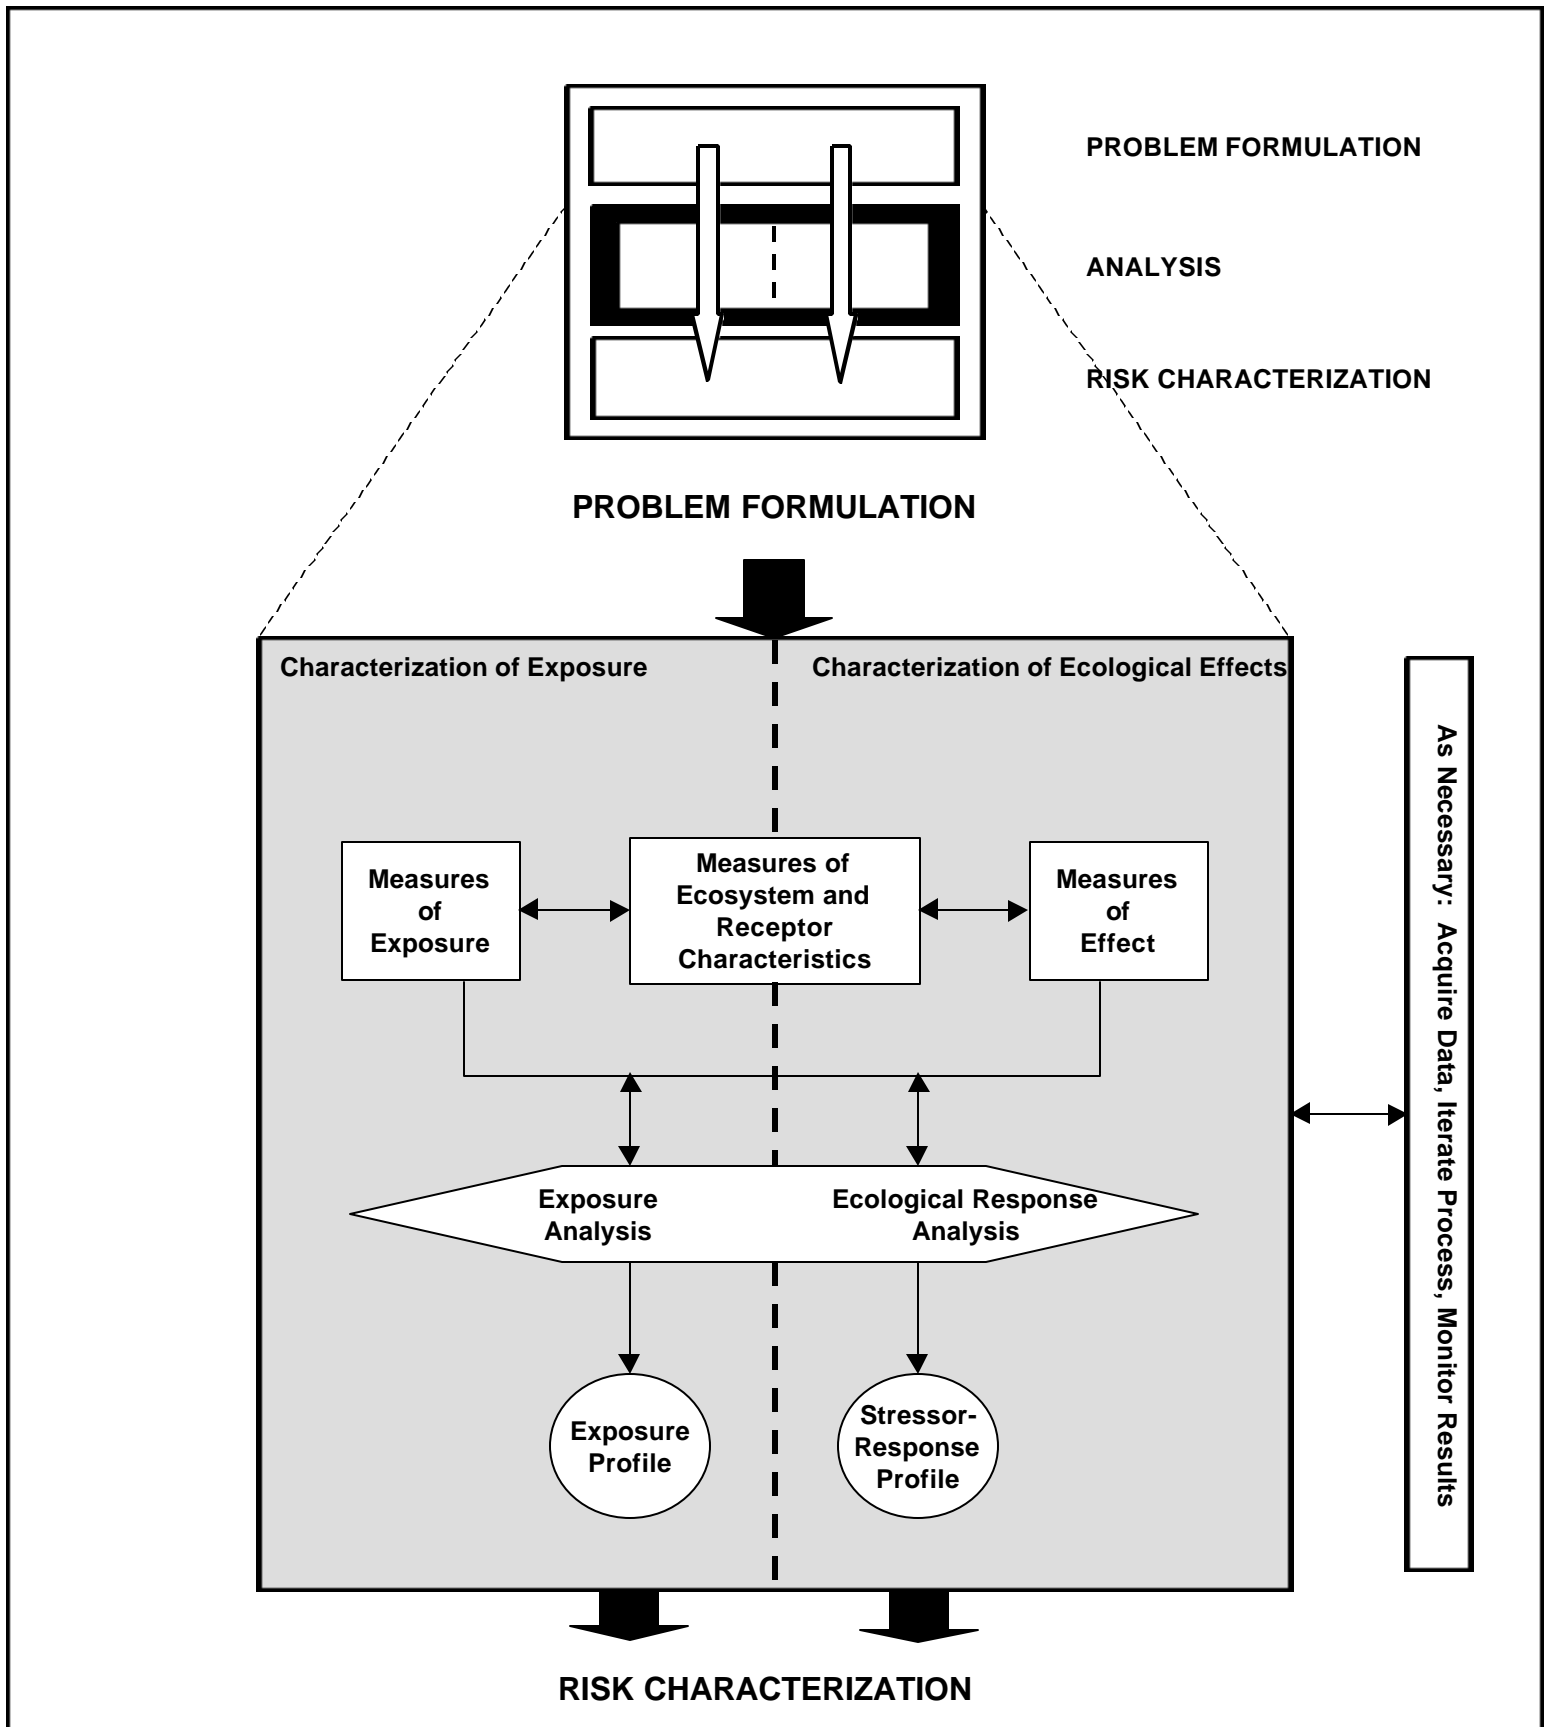 PROBLEM FORMULATION
ANALYSIS
RISK CHARACTERIZATION
PROBLEM FORMULATION
Characterization of Exposure
Characterization of Ecological Effects
Measures
of
Exposure
Measures of
Ecosystem and
Receptor
Characteristics
Measures
of
Effect
As Necessary: Acquire Data, Iterate Process, Monitor Results
Exposure
Analysis
Ecological Response
Analysis
Exposure
Profile
Stressor-
Response
Profile
RISK CHARACTERIZATION